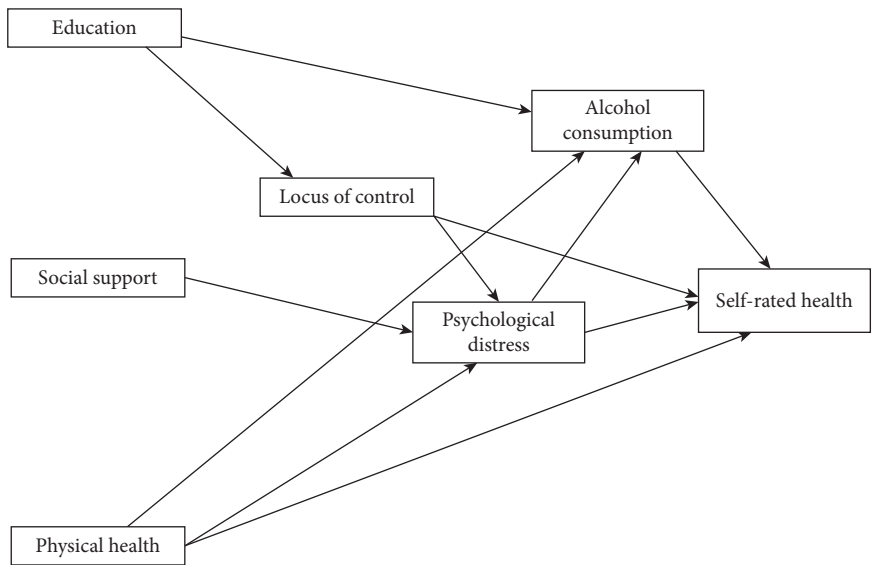 Education
Alcohol
consumption
Locus of control
Social support
Self-rated health
Psychological
distress
Physical health